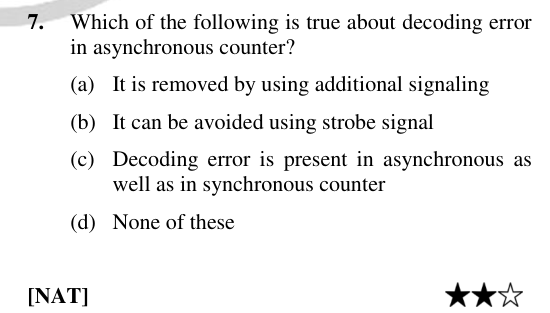 7. Which of the following is true about decoding error
in asynchronous counter?
(a) It is removed by using additional signaling
(b) It can be avoided using strobe signal
(c) Decoding error is present in asynchronous as
well as in synchronous counter
(d) None of these
[NAT] ★★☆